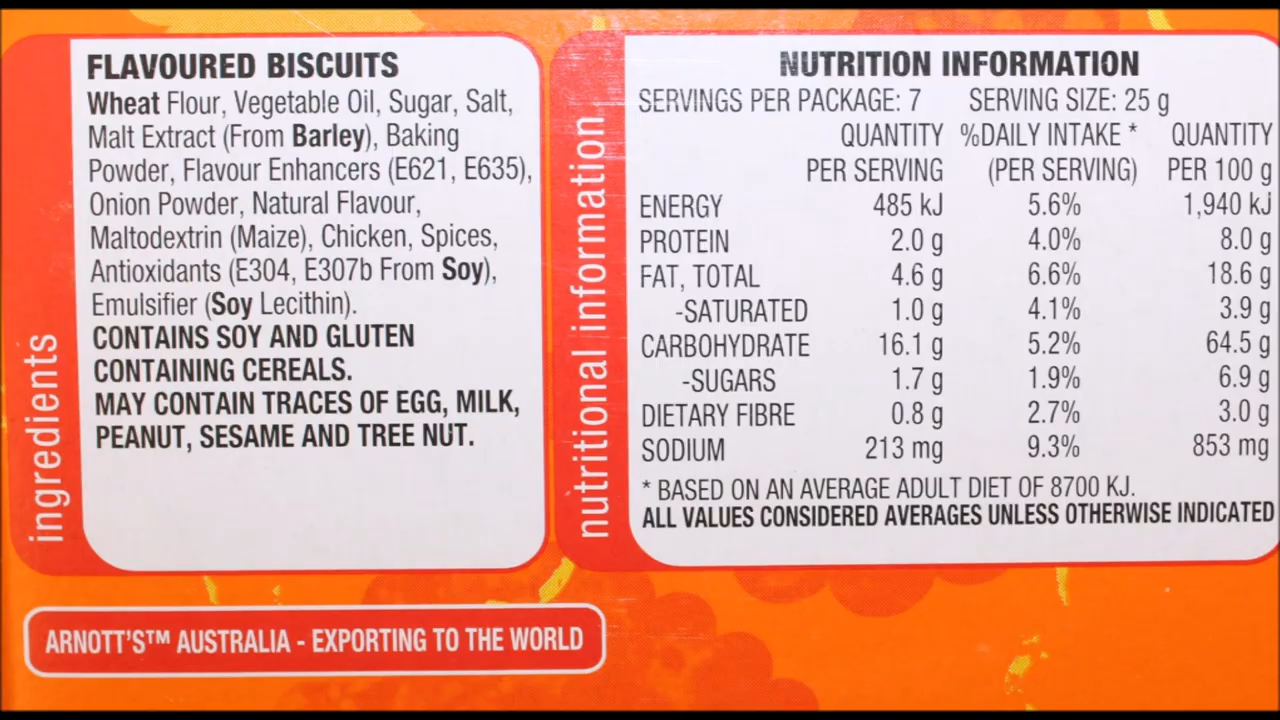 ingredients
FLAVOURED BISCUITS
Wheat Flour, Vegetable Oil, Sugar, Salt,
Malt Extract (From Barley), Baking
Powder, Flavour Enhancers (E621, E635),
Onion Powder, Natural Flavour,
Maltodextrin (Maize), Chicken, Spices,
Antioxidants (E304, E307b From Soy),
Emulsifier (Soy Lecithin).
CONTAINS SOY AND GLUTEN
CONTAINING CEREALS.
MAY CONTAIN TRACES OF EGG, MILK,
PEANUT, SESAME AND TREE NUT.
nutritional information
NUTRITION INFORMATION
SERVINGS PER PACKAGE: 7 SERVING SIZE: 25 g
QUANTITY %DAILY INTAKE * QUANTITY
PER SERVING (PER SERVING) PER 100 g
ENERGY 485 kJ 5.6% 1,940 kJ
PROTEIN 2.0 g 4.0% 8.0 g
FAT, TOTAL 4.6 g 6.6% 18.6 g
-SATURATED 1.0 g 4.1% 3.9 g
CARBOHYDRATE 16.1 g 5.2% 64.5 g
-SUGARS 1.7 g 1.9% 6.9 g
DIETARY FIBRE 0.8 g 2.7% 3.0 g
SODIUM 213 mg 9.3% 853 mg
* BASED ON AN AVERAGE ADULT DIET OF 8700 KJ.
ALL VALUES CONSIDERED AVERAGES UNLESS OTHERWISE INDICATED
ARNOTT'S™ AUSTRALIA - EXPORTING TO THE WORLD